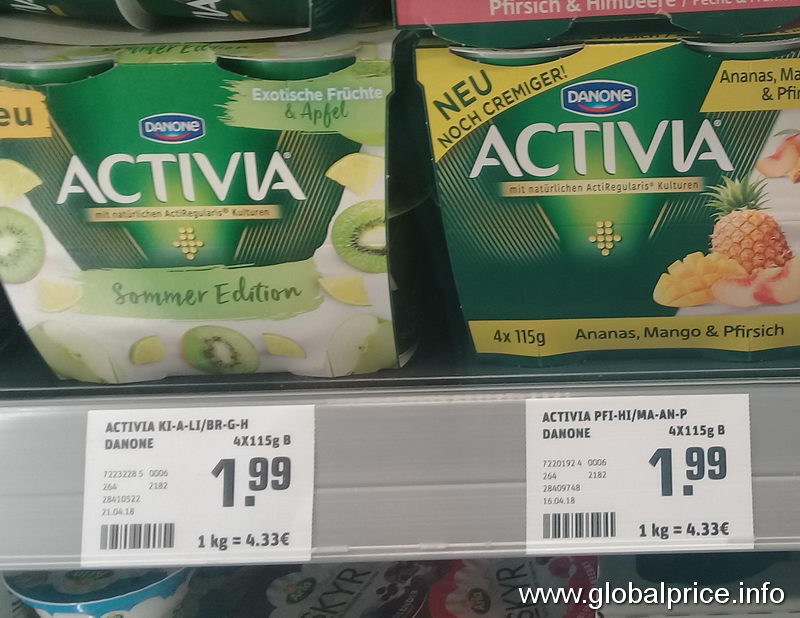 Pfirsich & Himbeere /
Sommer Edition
eu
DANONE
Exotische Früchte
& Apfel
ACTIVIA
mit natürlichen ActiRegularis® Kulturen
Sommer Edition
NEU
NOCH CREMIGER!
DANONE
Ananas, Ma
& Pfir
ACTIVIA
mit natürlichen ActiRegularis® Kulturen
4x 115g
Ananas, Mango & Pfirsich
ACTIVIA KI-A-LI/BR-G-H
DANONE
4X115g B
7223228 5 0006
264 2182
28410522
21.04.18
1.99
1 kg = 4.33€
ACTIVIA PFI-HI/MA-AN-P
DANONE
4X115g B
7220192 4 0006
264 2182
28409748
16.04.18
1.99
1 kg = 4.33€
SKYR
www.globalprice.info